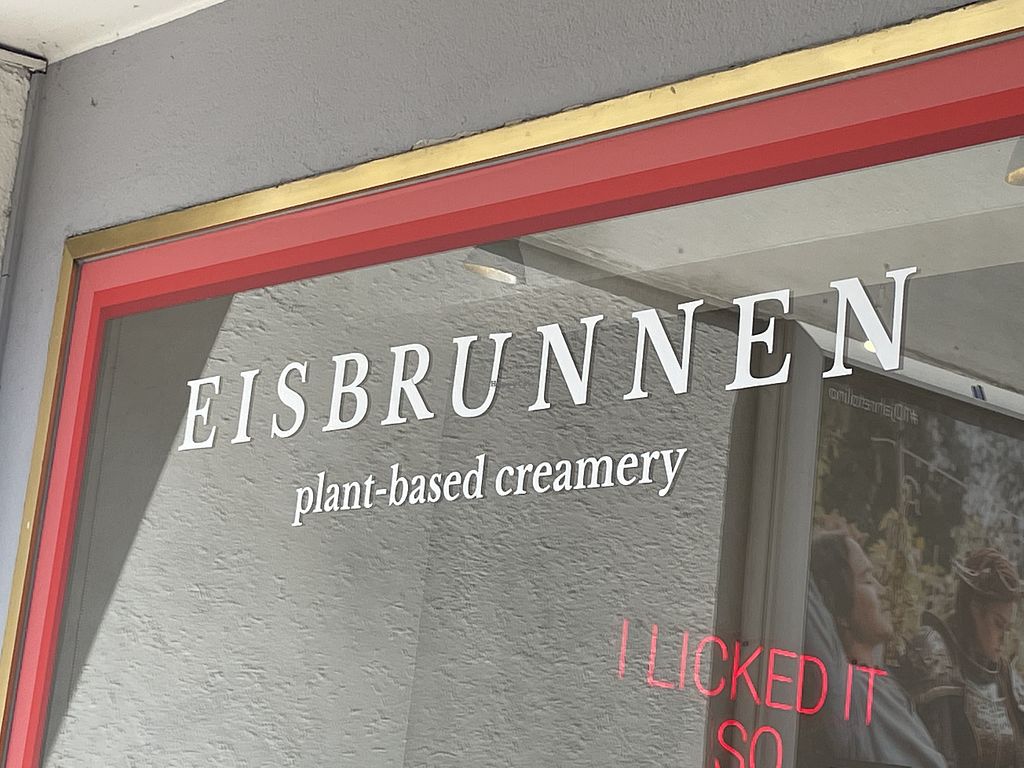 EISBRUNNEN
plant-based creamery
I LICKED IT
SO